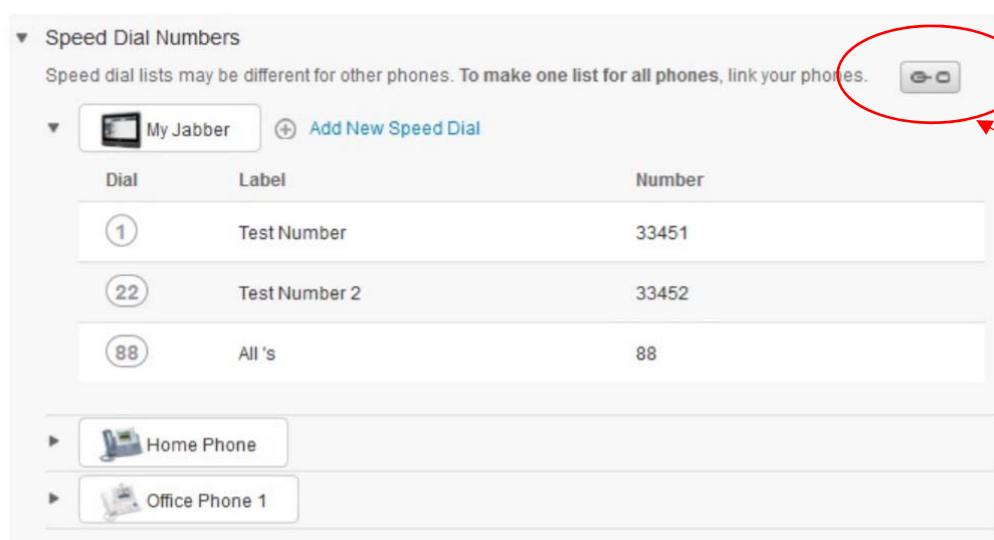 Speed Dial Numbers
Speed dial lists may be different for other phones. To make one list for all phones, link your phones.
My Jabber Add New Speed Dial
Dial Label Number
1 Test Number 33451
22 Test Number 2 33452
88 All 's 88
Home Phone
Office Phone 1